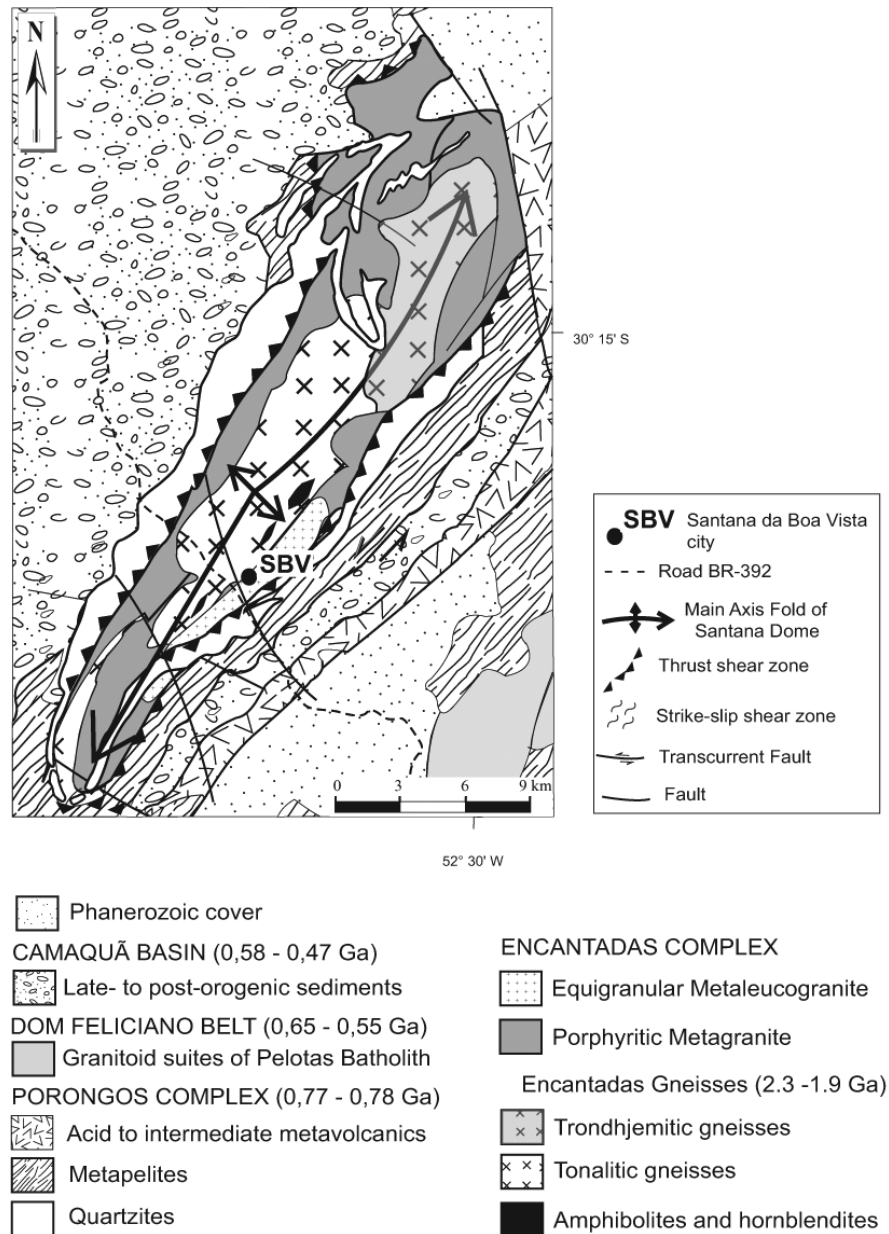 N
30° 15' S
SBV
0 3 6 9 km
52° 30' W
SBV Santana da Boa Vista
city
Road BR-392
Main Axis Fold of
Santana Dome
Thrust shear zone
Strike-slip shear zone
Transcurrent Fault
Fault
Phanerozoic cover
CAMAQUÃ BASIN (0,58 - 0,47 Ga)
Late- to post-orogenic sediments
DOM FELICIANO BELT (0,65 - 0,55 Ga)
Granitoid suites of Pelotas Batholith
PORONGOS COMPLEX (0,77 - 0,78 Ga)
Acid to intermediate metavolcanics
Metapelites
Quartzites
ENCANTADAS COMPLEX
Equigranular Metaleucogranite
Porphyritic Metagranite
Encantadas Gneisses (2.3 -1.9 Ga)
Trondhjemitic gneisses
Tonalitic gneisses
Amphibolites and hornblendites